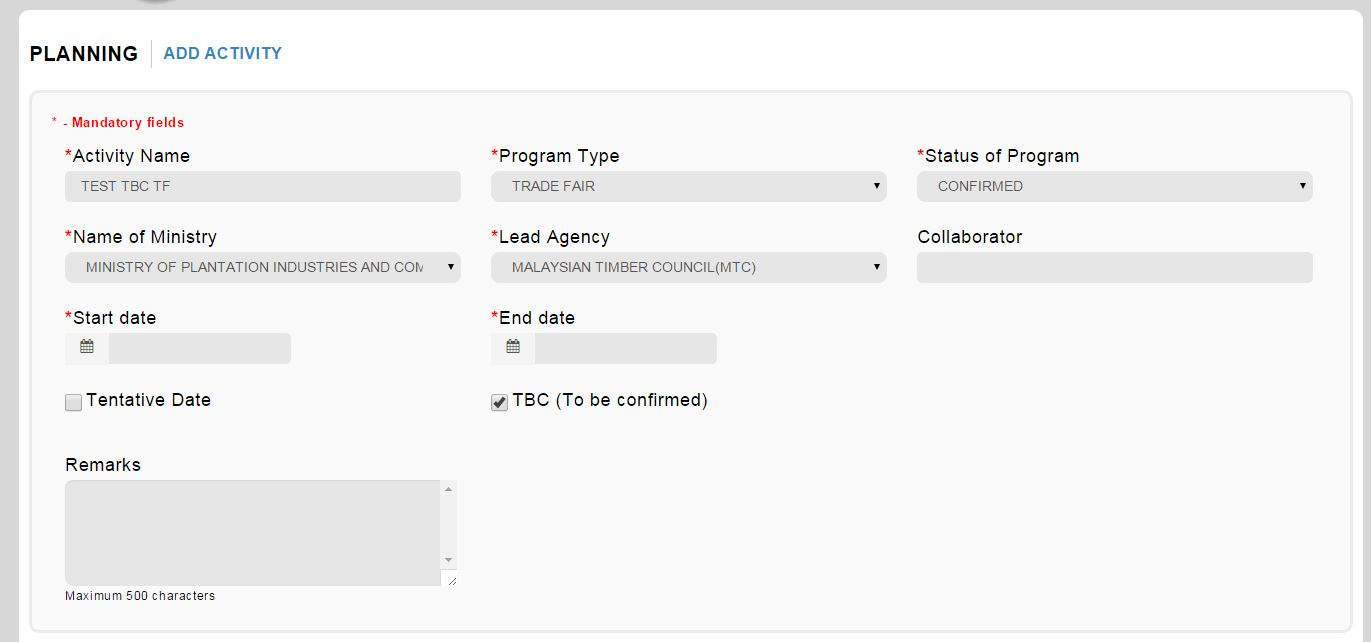 PLANNING ADD ACTIVITY
* - Mandatory fields
*Activity Name *Program Type *Status of Program
TEST TBC TF TRADE FAIR CONFIRMED
*Name of Ministry *Lead Agency Collaborator
MINISTRY OF PLANTATION INDUSTRIES AND COM MALAYSIAN TIMBER COUNCIL(MTC)
*Start date *End date
Tentative Date TBC (To be confirmed)
Remarks
Maximum 500 characters